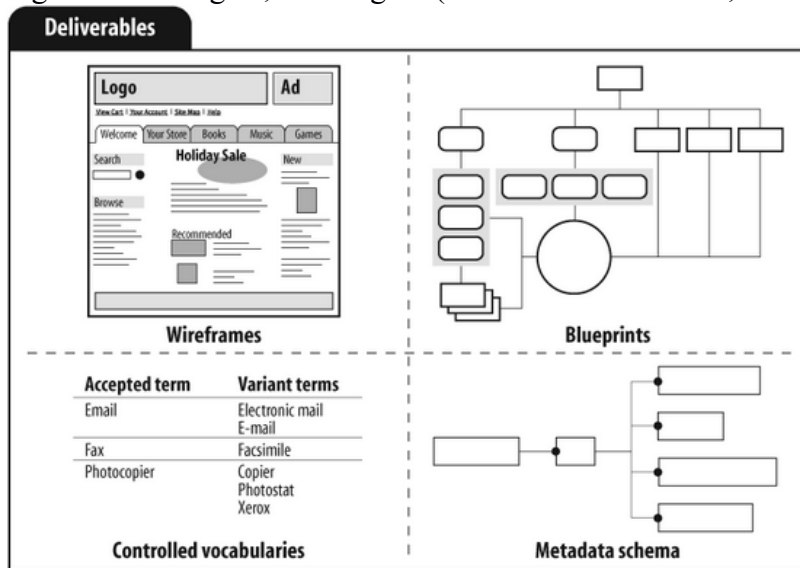 Deliverables
Logo
Ad
View Cart | Your Account | Site Map | Help
Welcome Your Store Books Music Games
Search
Holiday Sale
New
Browse
Recommended
Wireframes
Blueprints
Accepted term Variant terms
Email Electronic mail
E-mail
Fax Facsimile
Photocopier Copier
Photostat
Xerox
Controlled vocabularies
Metadata schema